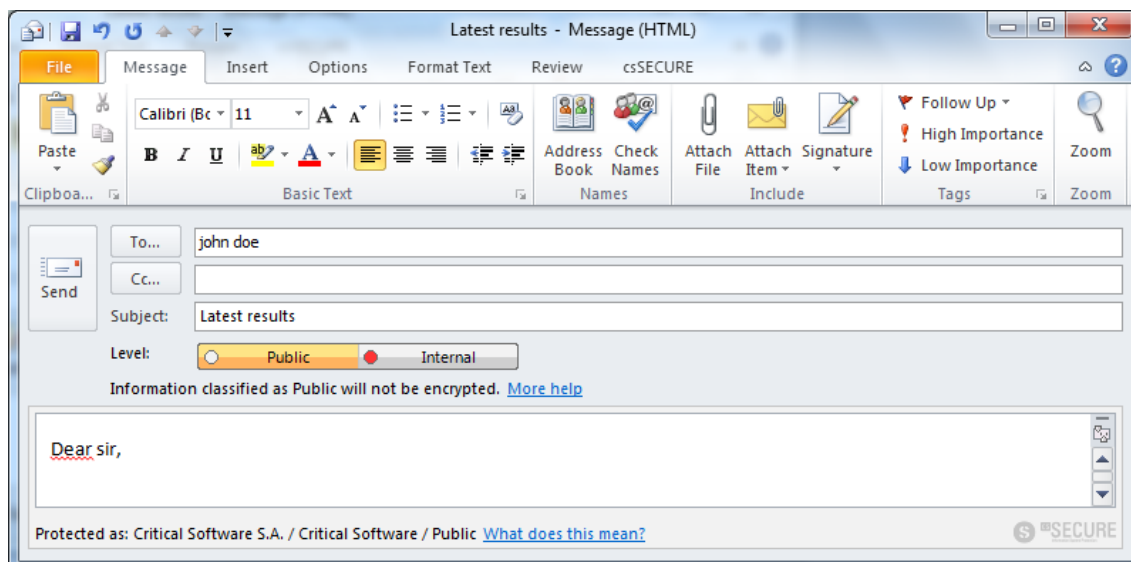 Latest results - Message (HTML)
File Message Insert Options Format Text Review csSECURE
Calibri (Bc 11 A A Aa
Paste B I U ab A
Address Book Check Names
Attach File Attach Item Signature
Follow Up
High Importance
Low Importance
Zoom
Clipboa... Basic Text Names Include Tags Zoom
To... john doe
Cc...
Send
Subject: Latest results
Level: Public Internal
Information classified as Public will not be encrypted. More help
Dear sir,
Protected as: Critical Software S.A. / Critical Software / Public What does this mean?
SECURE